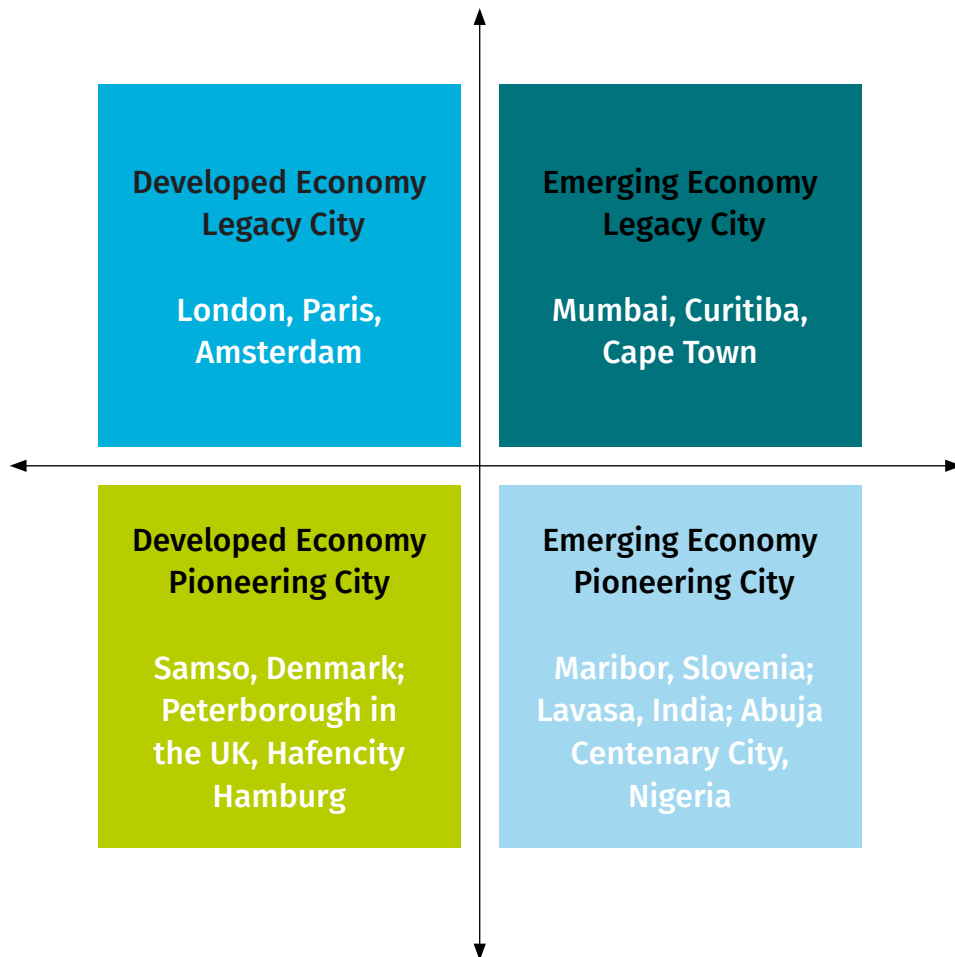 Developed Economy
Legacy City
London, Paris,
Amsterdam
Emerging Economy
Legacy City
Mumbai, Curitiba,
Cape Town
Developed Economy
Pioneering City
Samso, Denmark;
Peterborough in
the UK, Hafencity
Hamburg
Emerging Economy
Pioneering City
Maribor, Slovenia;
Lavasa, India; Abuja
Centenary City,
Nigeria